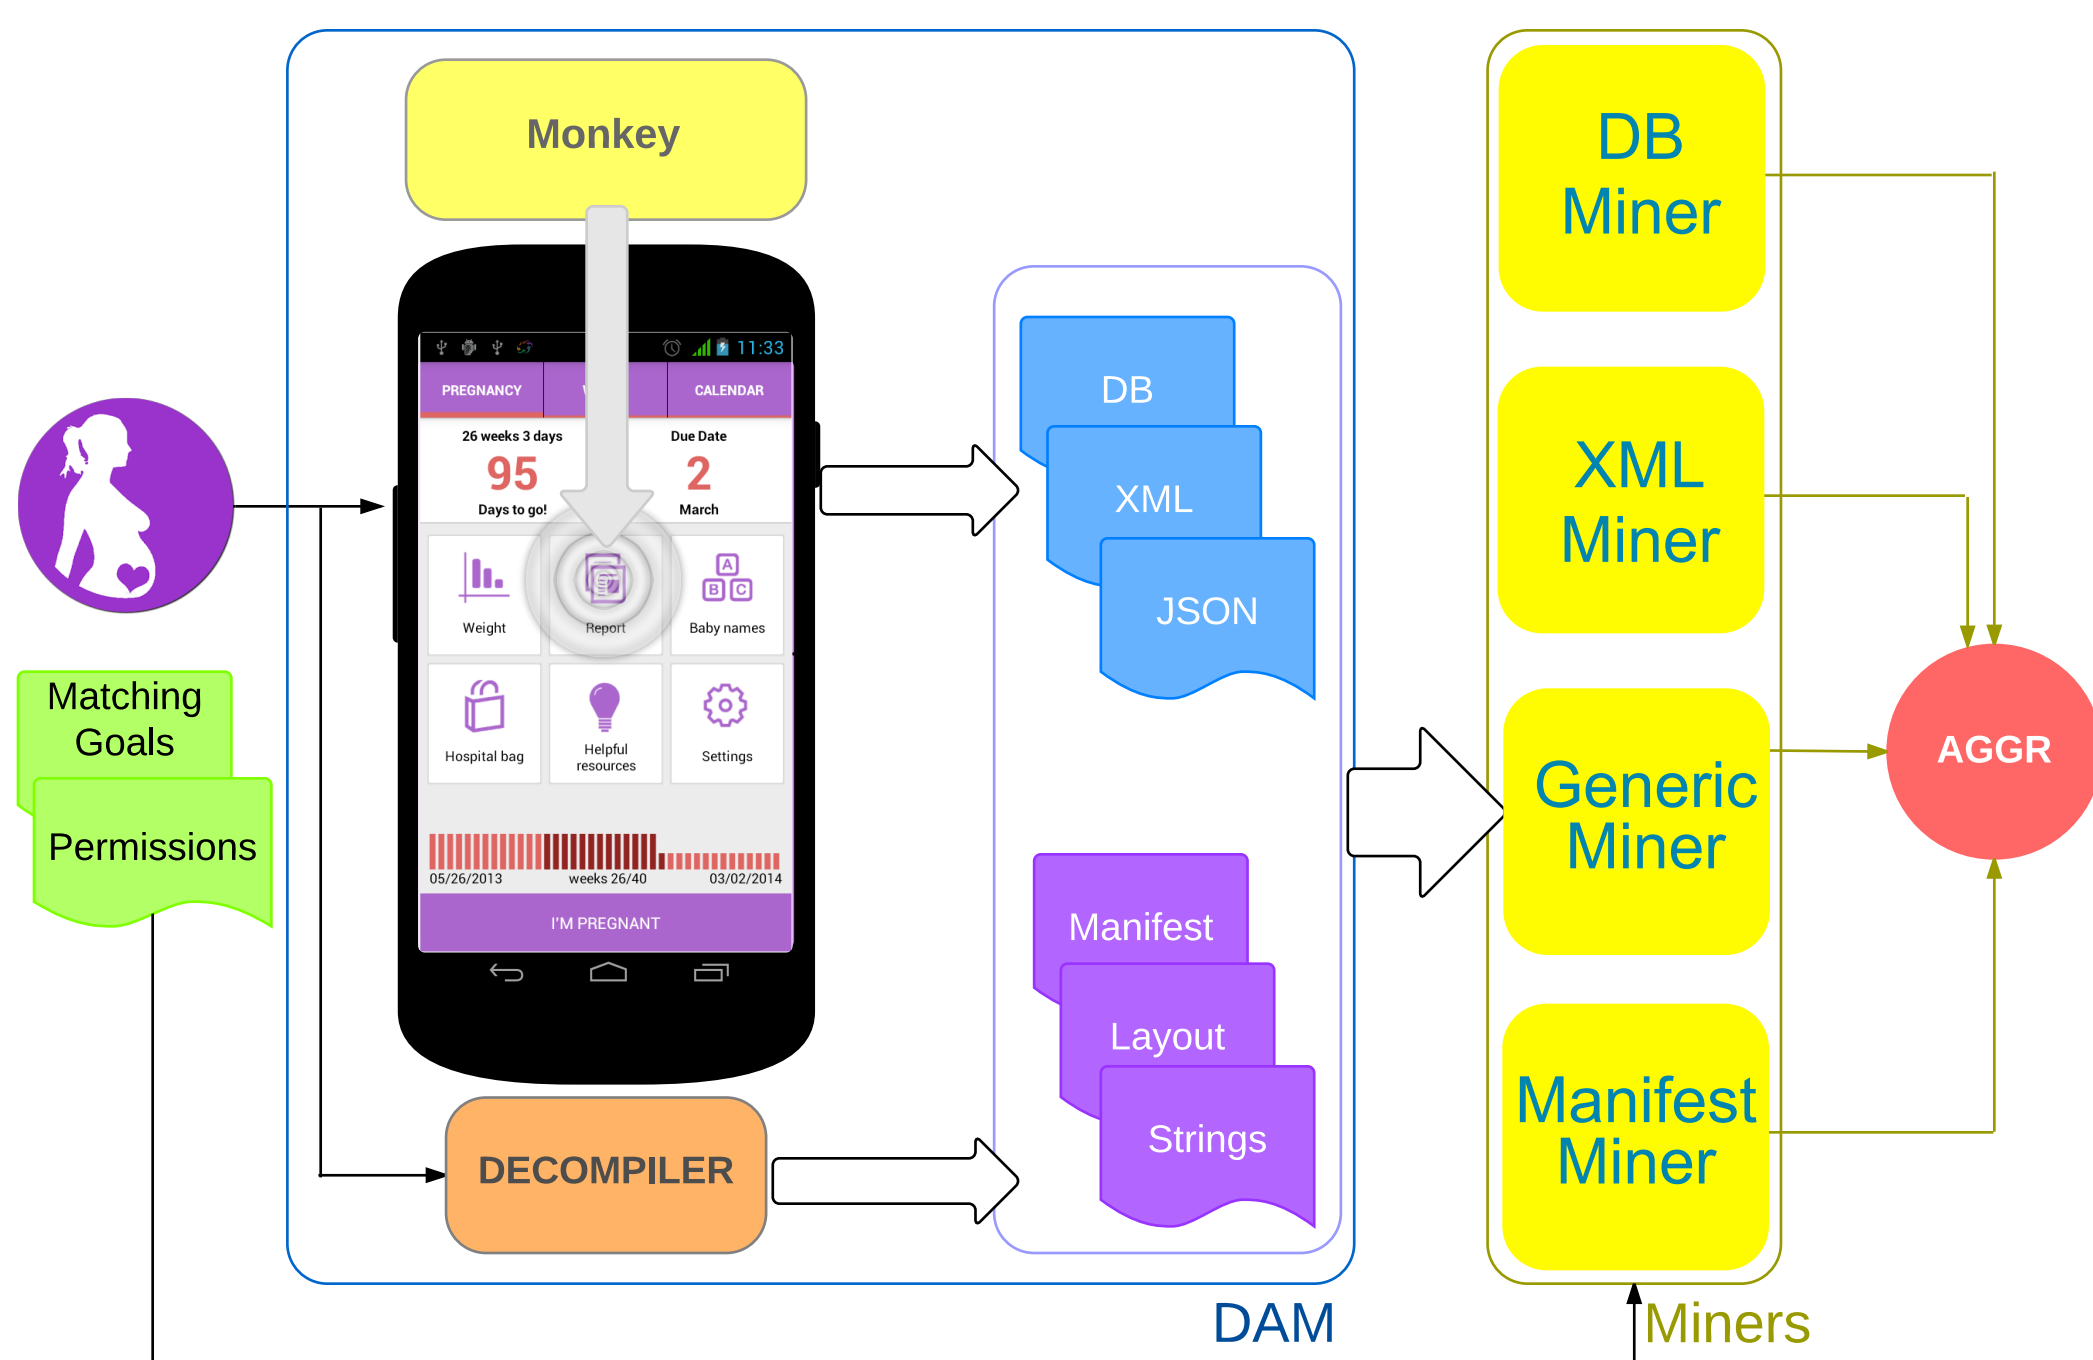 Monkey
11:33
PREGNANCY
CALENDAR
26 weeks 3 days
Due Date
95
2
Days to go!
March
Weight
Report
Baby names
A
B C
Hospital bag
Helpful
resources
Settings
05/26/2013
weeks 26/40
03/02/2014
I'M PREGNANT
Matching
Goals
Permissions
DECOMPILER
DB
XML
JSON
Manifest
Layout
Strings
DAM
DB
Miner
XML
Miner
Generic
Miner
Manifest
Miner
Miners
AGGR